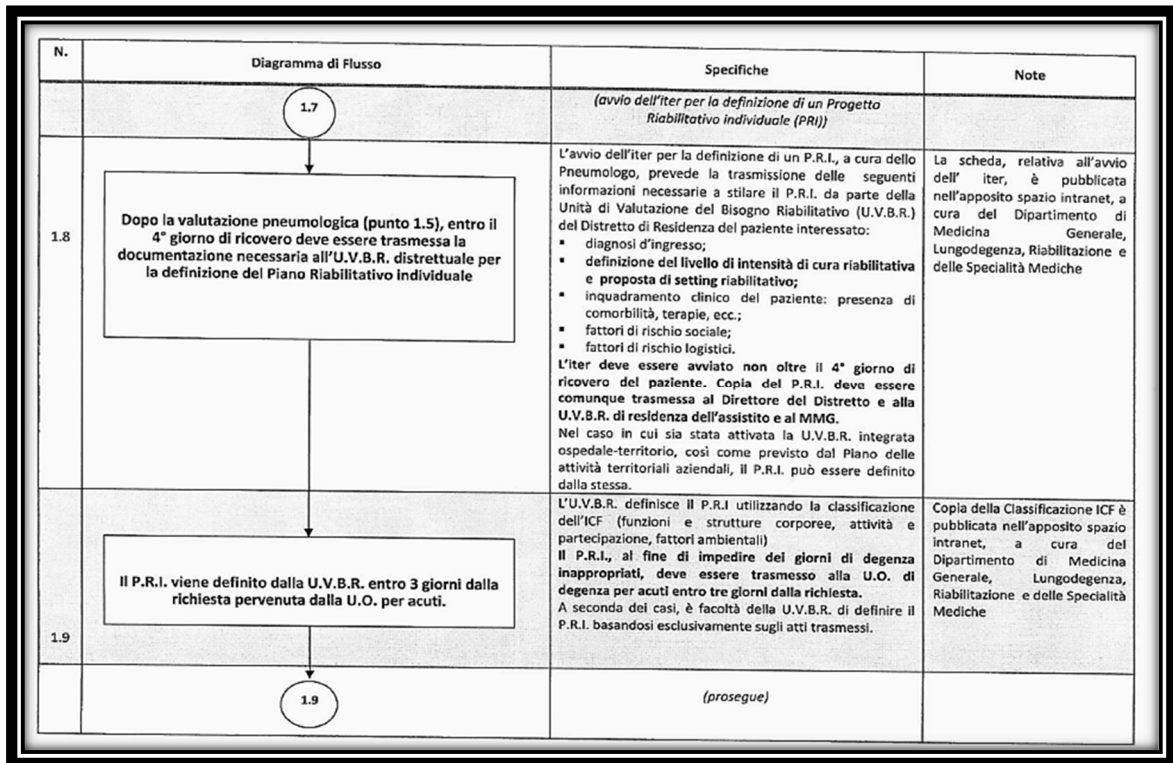 N.
Diagramma di Flusso
Specifiche
Note
1.7
(avvio dell'iter per la definizione di un Progetto
Riabilitativo individuale (PRI))
1.8
Dopo la valutazione pneumologica (punto 1.5), entro il
4° giorno di ricovero deve essere trasmessa la
documentazione necessaria all'U.V.B.R. distrettuale per
la definizione del Piano Riabilitativo individuale
L'avvio dell'iter per la definizione di un P.R.I., a cura dello
Pneumologo, prevede la trasmissione delle seguenti
informazioni necessarie a stilare il P.R.I. da parte della
Unità di Valutazione del Bisogno Riabilitativo (U.V.B.R.)
del Distretto di Residenza del paziente interessato:
▪ diagnosi d'ingresso;
▪ definizione del livello di intensità di cura riabilitativa
e proposta di setting riabilitativo;
▪ inquadramento clinico del paziente: presenza di
comorbilità, terapie, ecc.;
▪ fattori di rischio sociale;
▪ fattori di rischio logistici.
L'iter deve essere avviato non oltre il 4° giorno di
ricovero del paziente. Copia del P.R.I. deve essere
comunque trasmessa al Direttore del Distretto e alla
U.V.B.R. di residenza dell'assistito e al MMG.
Nel caso in cui sia stata attivata la U.V.B.R. integrata
ospedale-territorio, così come previsto dal Piano delle
attività territoriali aziendali, il P.R.I. può essere definito
dalla stessa.
La scheda, relativa all'avvio
dell' iter, è pubblicata
nell'apposito spazio intranet, a
cura del Dipartimento di
Medicina Generale,
Lungodegenza, Riabilitazione e
delle Specialità Mediche
1.9
Il P.R.I. viene definito dalla U.V.B.R. entro 3 giorni dalla
richiesta pervenuta dalla U.O. per acuti.
L'U.V.B.R. definisce il P.R.I utilizzando la classificazione
dell'ICF (funzioni e strutture corporee, attività e
partecipazione, fattori ambientali)
Il P.R.I., al fine di impedire dei giorni di degenza
inappropriati, deve essere trasmesso alla U.O. di
degenza per acuti entro tre giorni dalla richiesta.
A seconda dei casi, è facoltà della U.V.B.R. di definire il
P.R.I. basandosi esclusivamente sugli atti trasmessi.
Copia della Classificazione ICF è
pubblicata nell'apposito spazio
intranet, a cura del
Dipartimento di Medicina
Generale, Lungodegenza,
Riabilitazione e delle Specialità
Mediche
1.9
(prosegue)